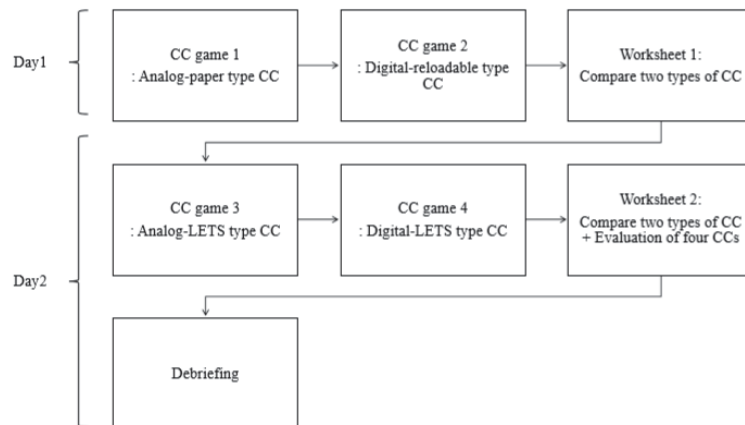 Day1
CC game 1
: Analog-paper type CC
CC game 2
: Digital-reloadable type
CC
Worksheet 1:
Compare two types of CC
Day2
CC game 3
: Analog-LETS type CC
CC game 4
: Digital-LETS type CC
Worksheet 2:
Compare two types of CC
+ Evaluation of four CCs
Debriefing